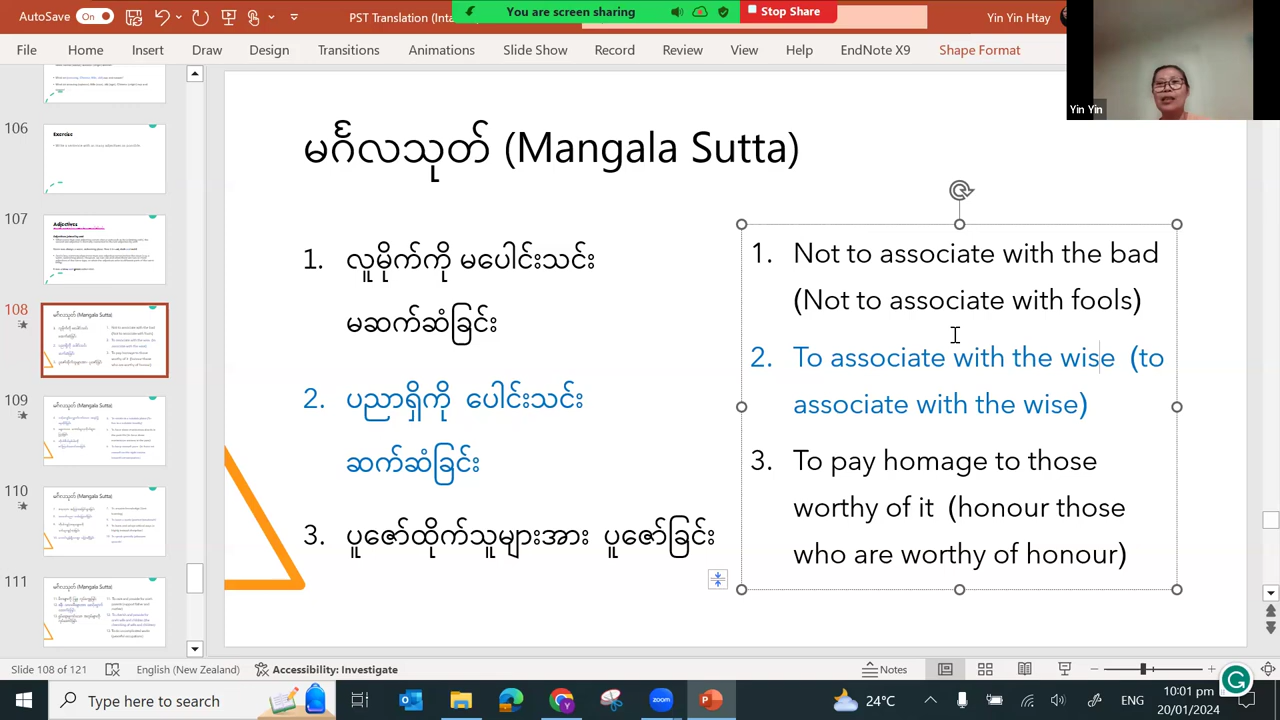 AutoSave On
PST Translation (Inta
You are screen sharing
Stop Share
Yin Yin Htay
File Home Insert Draw Design Transitions Animations Slide Show Record Review View Help EndNote X9 Shape Format
Yin Yin
106
Exercise
107
Adjectives
108
109
110
111
မင်္ဂလသုတ် (Mangala Sutta)
1. လူမိုက်ကို မပေါင်းသင်း
မဆက်ဆံခြင်း
2. ပညာရှိကို ပေါင်းသင်း
ဆက်ဆံခြင်း
3. ပူဇော်ထိုက်သူများအား ပူဇော်ခြင်း
1. Not to associate with the bad
(Not to associate with fools)
2. To associate with the wise (to
associate with the wise)
3. To pay homage to those
worthy of it (honour those
who are worthy of honour)
Slide 108 of 121 English (New Zealand) Accessibility: Investigate Notes
Type here to search
zoom
24°C
ENG
10:01 pm
20/01/2024